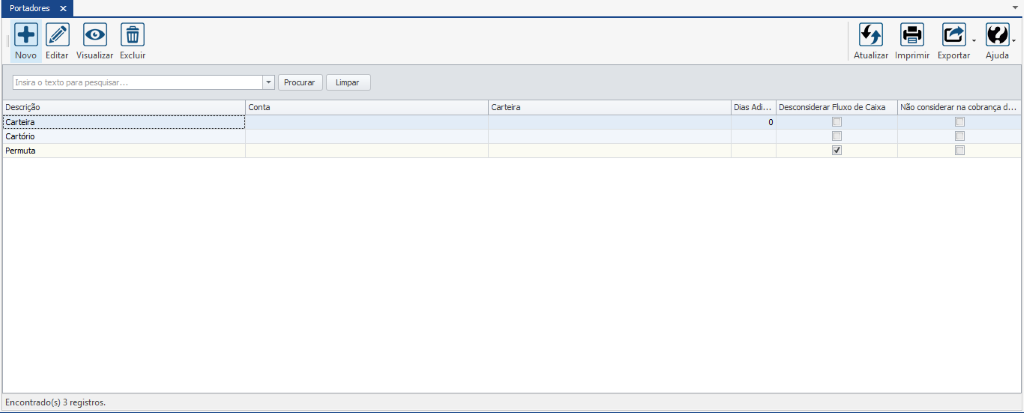 Portadores
Novo Editar Visualizar Excluir Atualizar Imprimir Exportar Ajuda
Insira o texto para pesquisar... Procurar Limpar
Descrição Conta Carteira Dias Adi... Desconsiderar Fluxo de Caixa Não considerar na cobrança d...
Carteira 0
Cartório
Permuta
Encontrado(s) 3 registros.